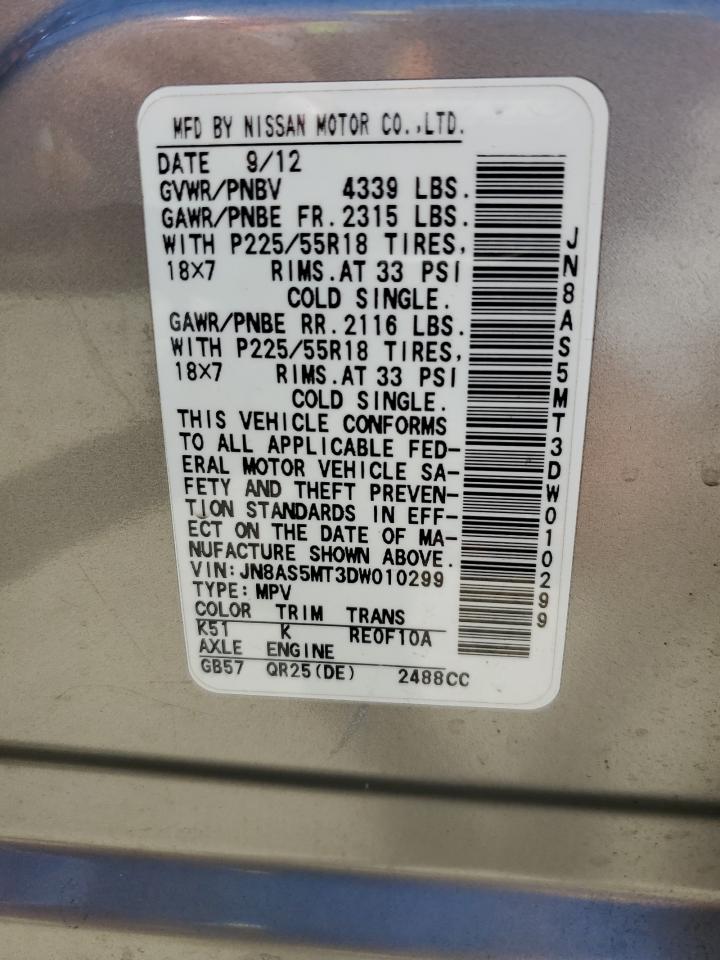 MFD BY NISSAN MOTOR CO.,LTD.
DATE 9/12
GVWR/PNBV 4339 LBS.
GAWR/PNBE FR. 2315 LBS.
WITH P225/55R18 TIRES,
18X7 RIMS.AT 33 PSI
COLD SINGLE.
GAWR/PNBE RR. 2116 LBS.
WITH P225/55R18 TIRES,
18X7 RIMS.AT 33 PSI
COLD SINGLE.
THIS VEHICLE CONFORMS
TO ALL APPLICABLE FED-
ERAL MOTOR VEHICLE SA-
FETY AND THEFT PREVEN-
TION STANDARDS IN EFF-
ECT ON THE DATE OF MA-
NUFACTURE SHOWN ABOVE.
VIN:JN8AS5MT3DW010299
TYPE:MPV
COLOR TRIM TRANS
K51 K RE0F10A
AXLE ENGINE
GB57 QR25(DE) 2488CC
JN8AS5MT3DW010299